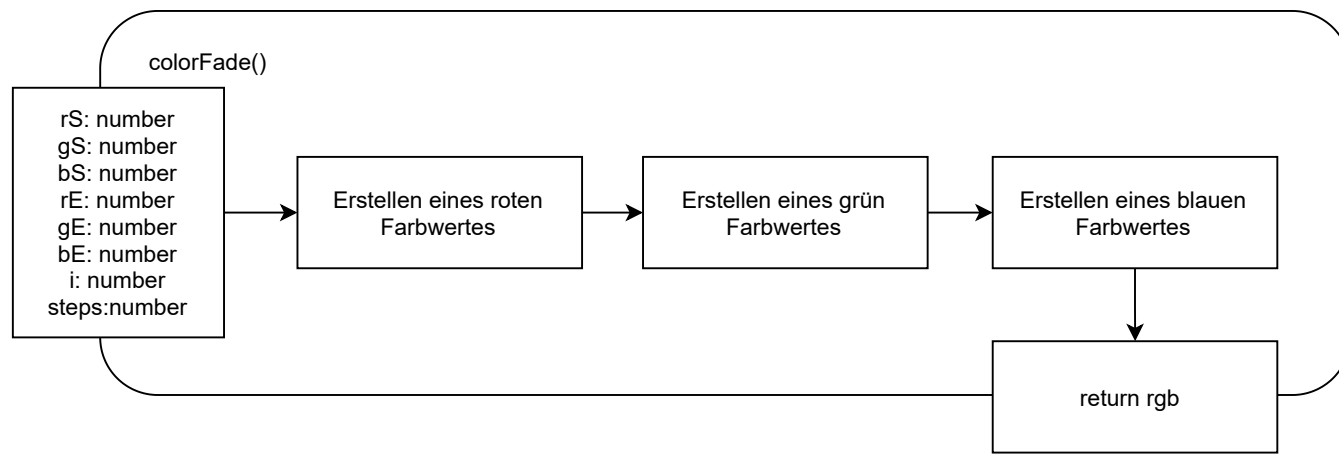 colorFade()
rS: number
gS: number
bS: number
rE: number
gE: number
bE: number
i: number
steps:number
Erstellen eines roten
Farbwertes
Erstellen eines grün
Farbwertes
Erstellen eines blauen
Farbwertes
return rgb